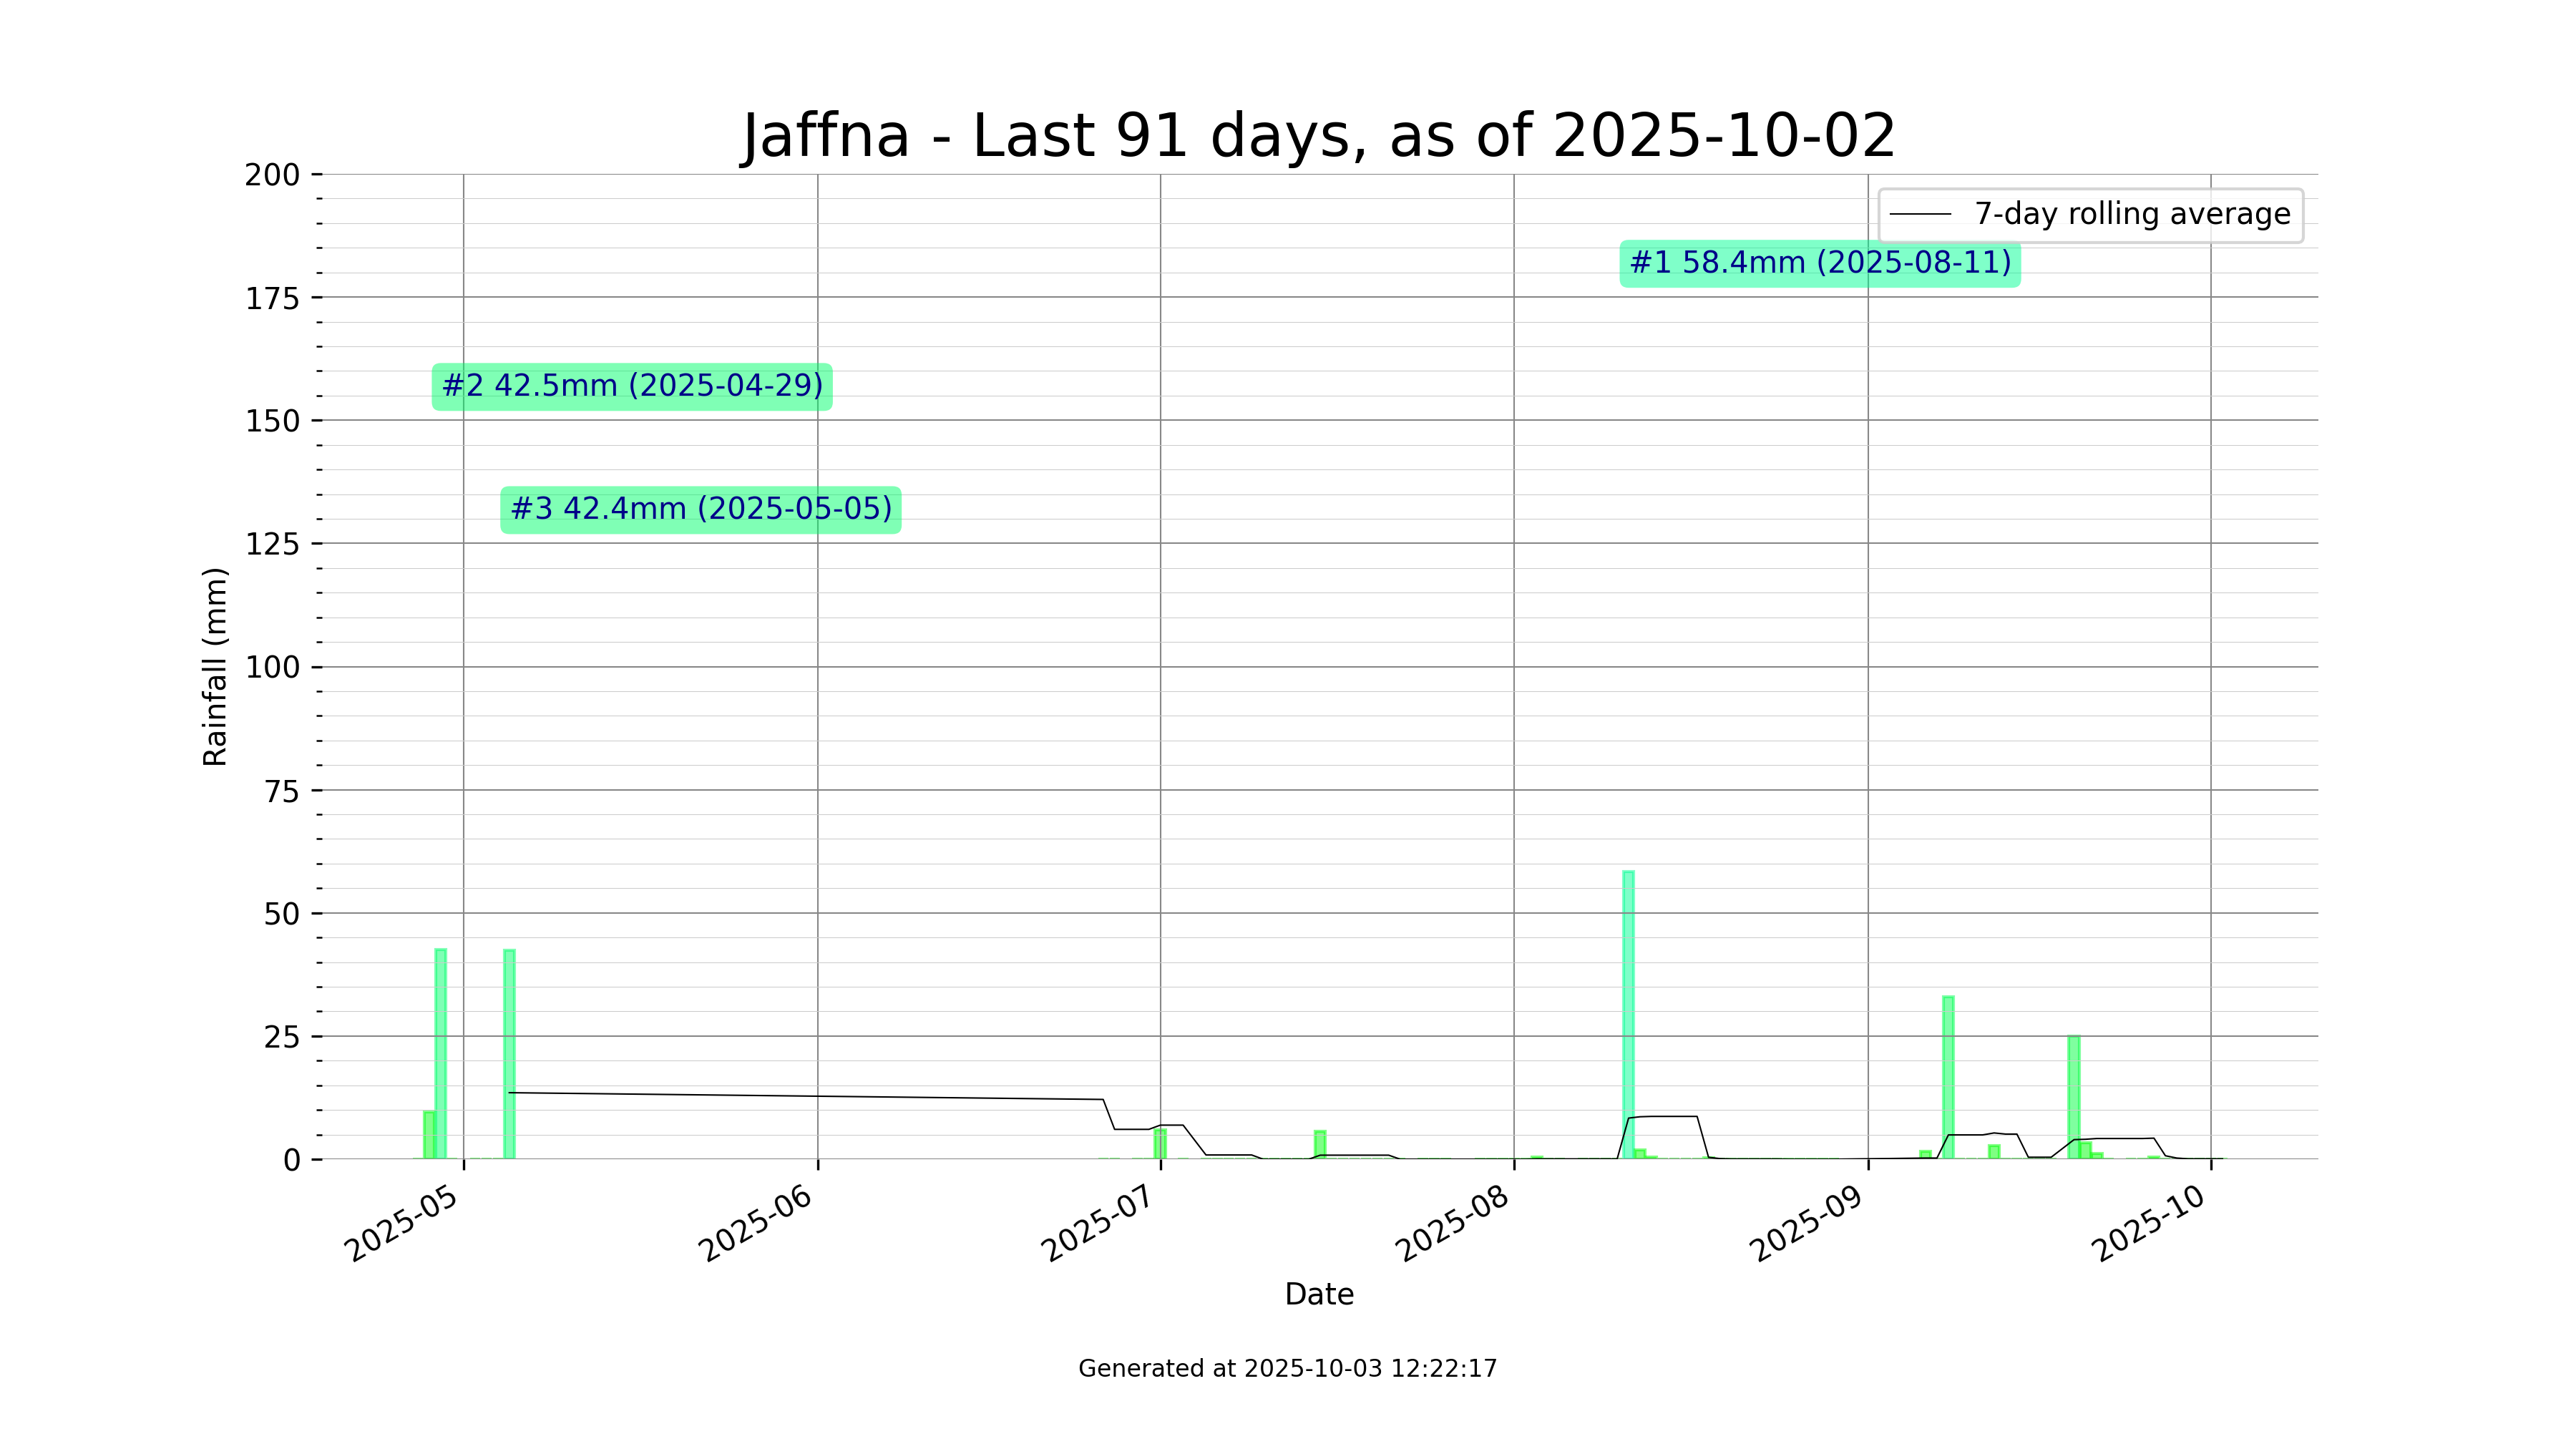 Jaffna - Last 91 days, as of 2025-10-02
200
175
150
125
100
75
50
25
0
Rainfall (mm)
7-day rolling average
#1 58.4mm (2025-08-11)
#2 42.5mm (2025-04-29)
#3 42.4mm (2025-05-05)
2025-05
2025-06
2025-07
2025-08
2025-09
2025-10
Date
Generated at 2025-10-03 12:22:17